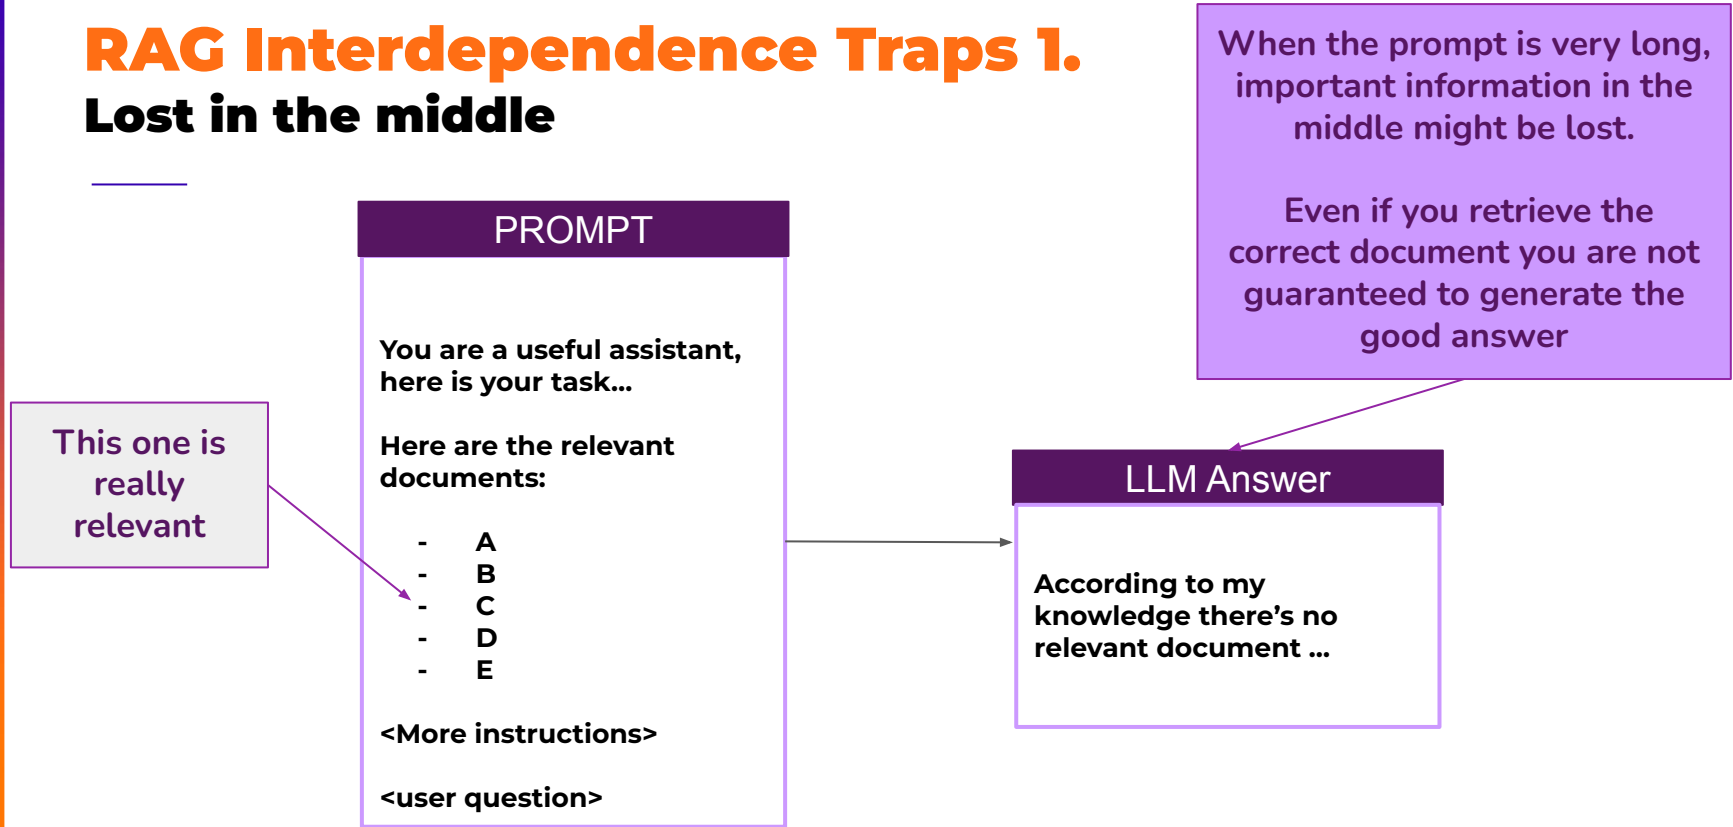 RAG Interdependence Traps 1.
Lost in the middle
When the prompt is very long,
important information in the
middle might be lost.
Even if you retrieve the
correct document you are not
guaranteed to generate the
good answer
PROMPT
You are a useful assistant,
here is your task...
Here are the relevant
documents:
- A
- B
- C
- D
- E
<More instructions>
<user question>
This one is
really
relevant
LLM Answer
According to my
knowledge there’s no
relevant document ...